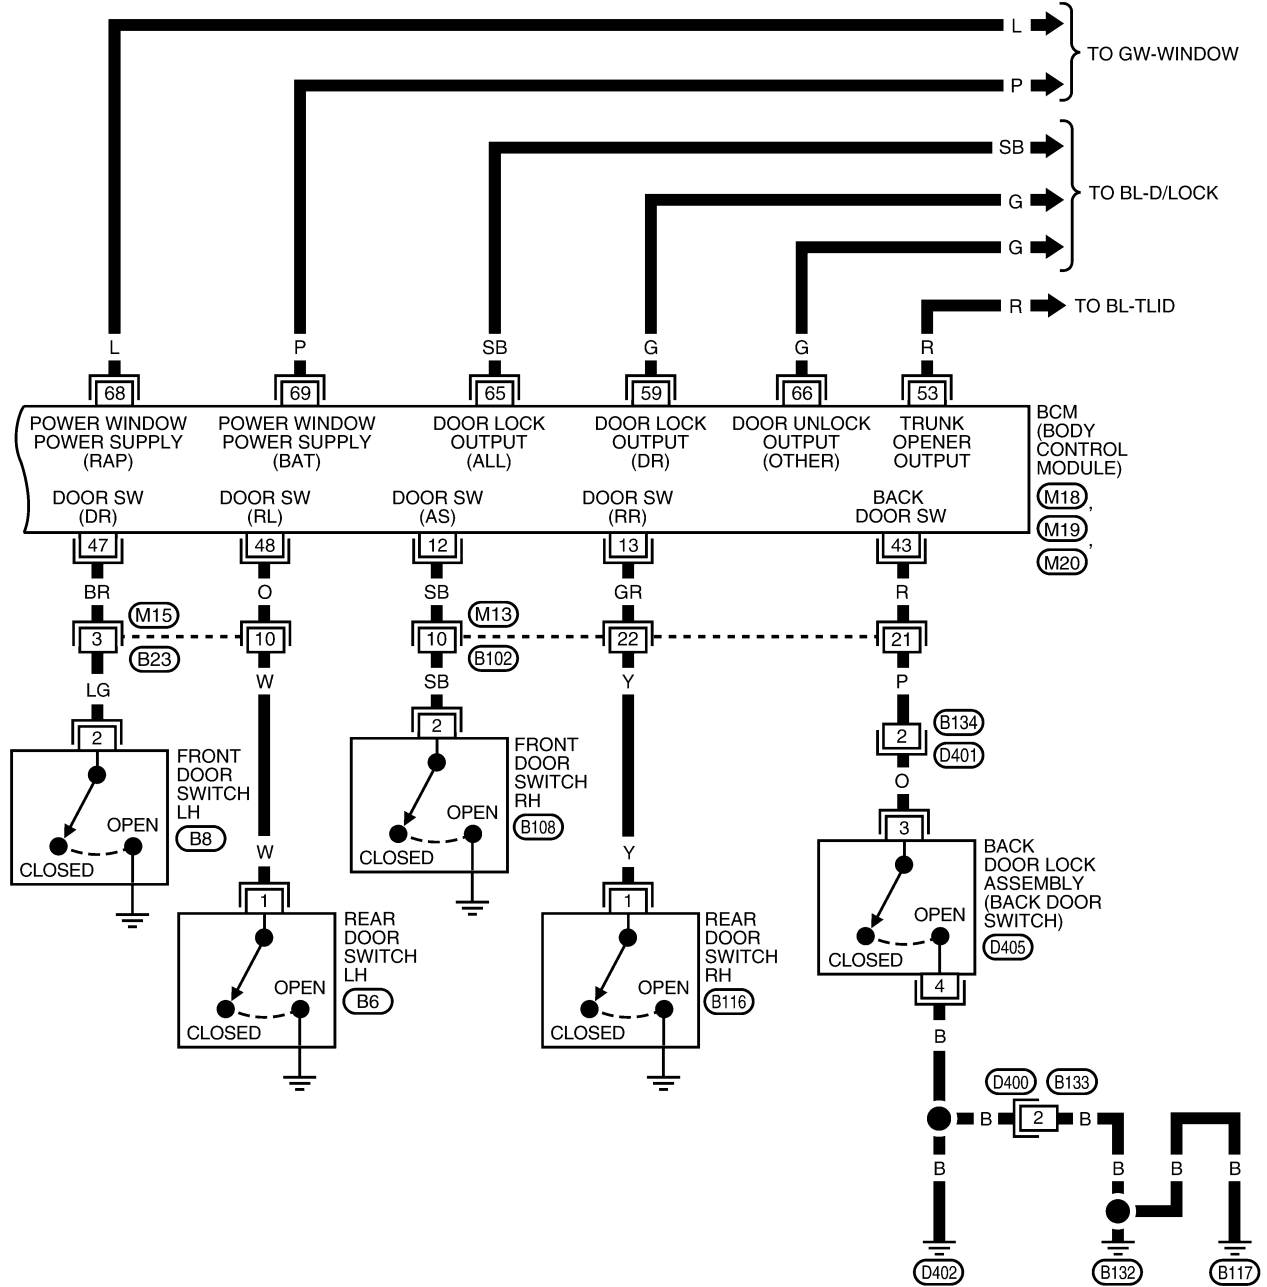 L
TO GW-WINDOW
P
SB
TO BL-D/LOCK
G
G
R
TO BL-TLID
L
P
SB
G
G
R
68
69
65
59
66
53
POWER WINDOW
POWER SUPPLY
(RAP)
POWER WINDOW
POWER SUPPLY
(BAT)
DOOR LOCK
OUTPUT
(ALL)
DOOR LOCK
OUTPUT
(DR)
DOOR UNLOCK
OUTPUT
(OTHER)
TRUNK
OPENER
OUTPUT
BCM
(BODY
CONTROL
MODULE)
M18,
M19,
M20
DOOR SW
(DR)
DOOR SW
(RL)
DOOR SW
(AS)
DOOR SW
(RR)
BACK
DOOR SW
47
48
12
13
43
BR
O
SB
GR
R
M15
M13
3
10
10
22
21
B23
B102
LG
W
SB
Y
P
2
2
2
B134
D401
O
FRONT
DOOR
SWITCH
LH
B8
OPEN
CLOSED
FRONT
DOOR
SWITCH
RH
B108
OPEN
CLOSED
3
W
Y
BACK
DOOR LOCK
ASSEMBLY
(BACK DOOR
SWITCH)
D405
OPEN
CLOSED
1
1
REAR
DOOR
SWITCH
LH
B6
OPEN
CLOSED
REAR
DOOR
SWITCH
RH
B116
OPEN
CLOSED
4
B
D400
B133
B
2
B
B
B
B
B
D402
B132
B117